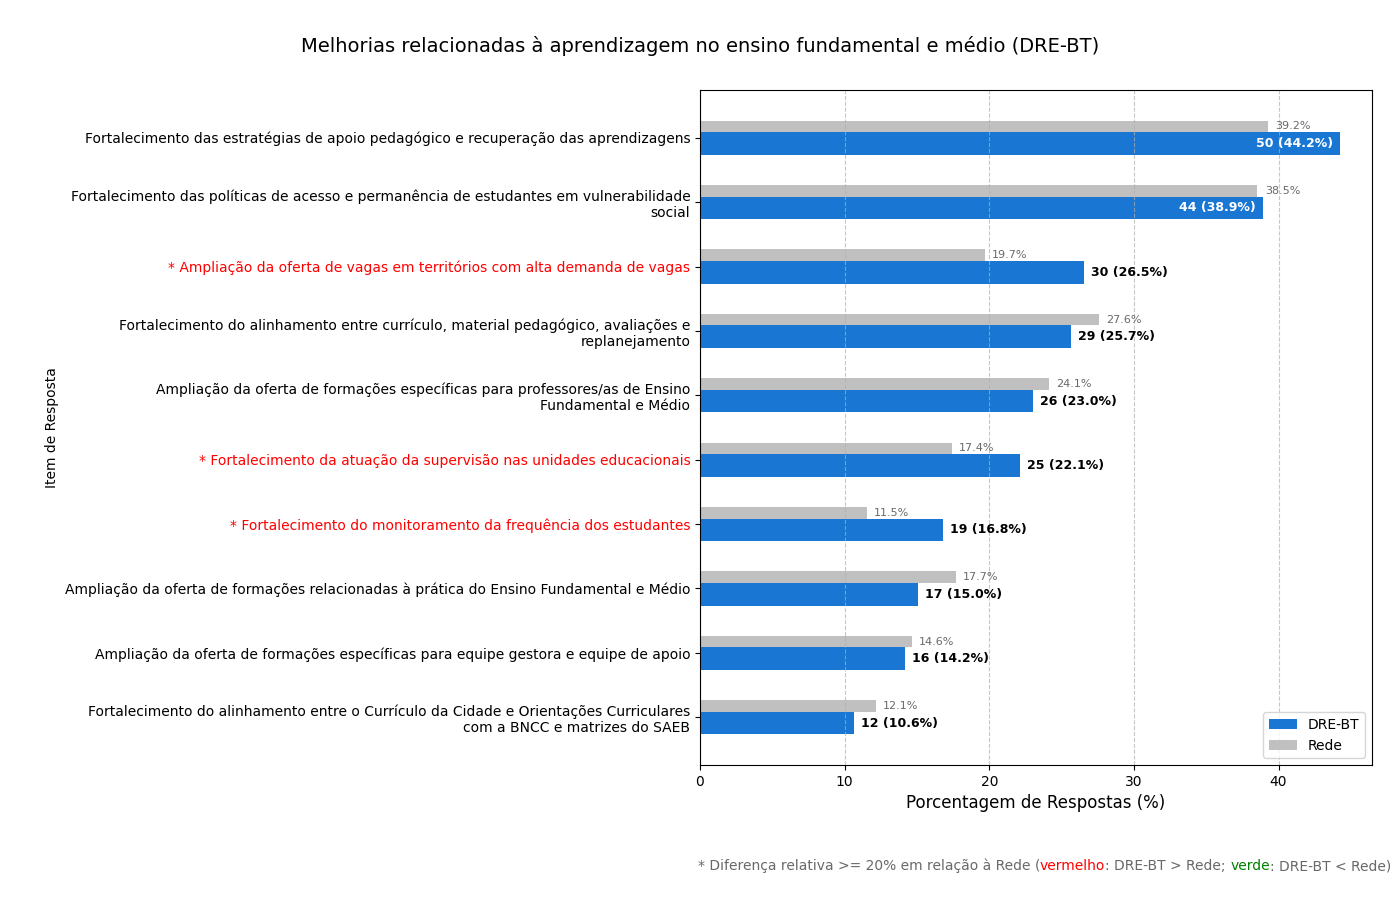 Melhorias relacionadas à aprendizagem no ensino fundamental e médio (DRE-BT)
Item de Resposta
Fortalecimento das estratégias de apoio pedagógico e recuperação das aprendizagens
39.2%
50 (44.2%)
Fortalecimento das políticas de acesso e permanência de estudantes em vulnerabilidade
social
38.5%
44 (38.9%)
* Ampliação da oferta de vagas em territórios com alta demanda de vagas
19.7%
30 (26.5%)
Fortalecimento do alinhamento entre currículo, material pedagógico, avaliações e
replanejamento
27.6%
29 (25.7%)
Ampliação da oferta de formações específicas para professores/as de Ensino
Fundamental e Médio
24.1%
26 (23.0%)
* Fortalecimento da atuação da supervisão nas unidades educacionais
17.4%
25 (22.1%)
* Fortalecimento do monitoramento da frequência dos estudantes
11.5%
19 (16.8%)
Ampliação da oferta de formações relacionadas à prática do Ensino Fundamental e Médio
17.7%
17 (15.0%)
Ampliação da oferta de formações específicas para equipe gestora e equipe de apoio
14.6%
16 (14.2%)
Fortalecimento do alinhamento entre o Currículo da Cidade e Orientações Curriculares
com a BNCC e matrizes do SAEB
12.1%
12 (10.6%)
DRE-BT
Rede
0 10 20 30 40
Porcentagem de Respostas (%)
* Diferença relativa >= 20% em relação à Rede (vermelho: DRE-BT > Rede; verde: DRE-BT < Rede)